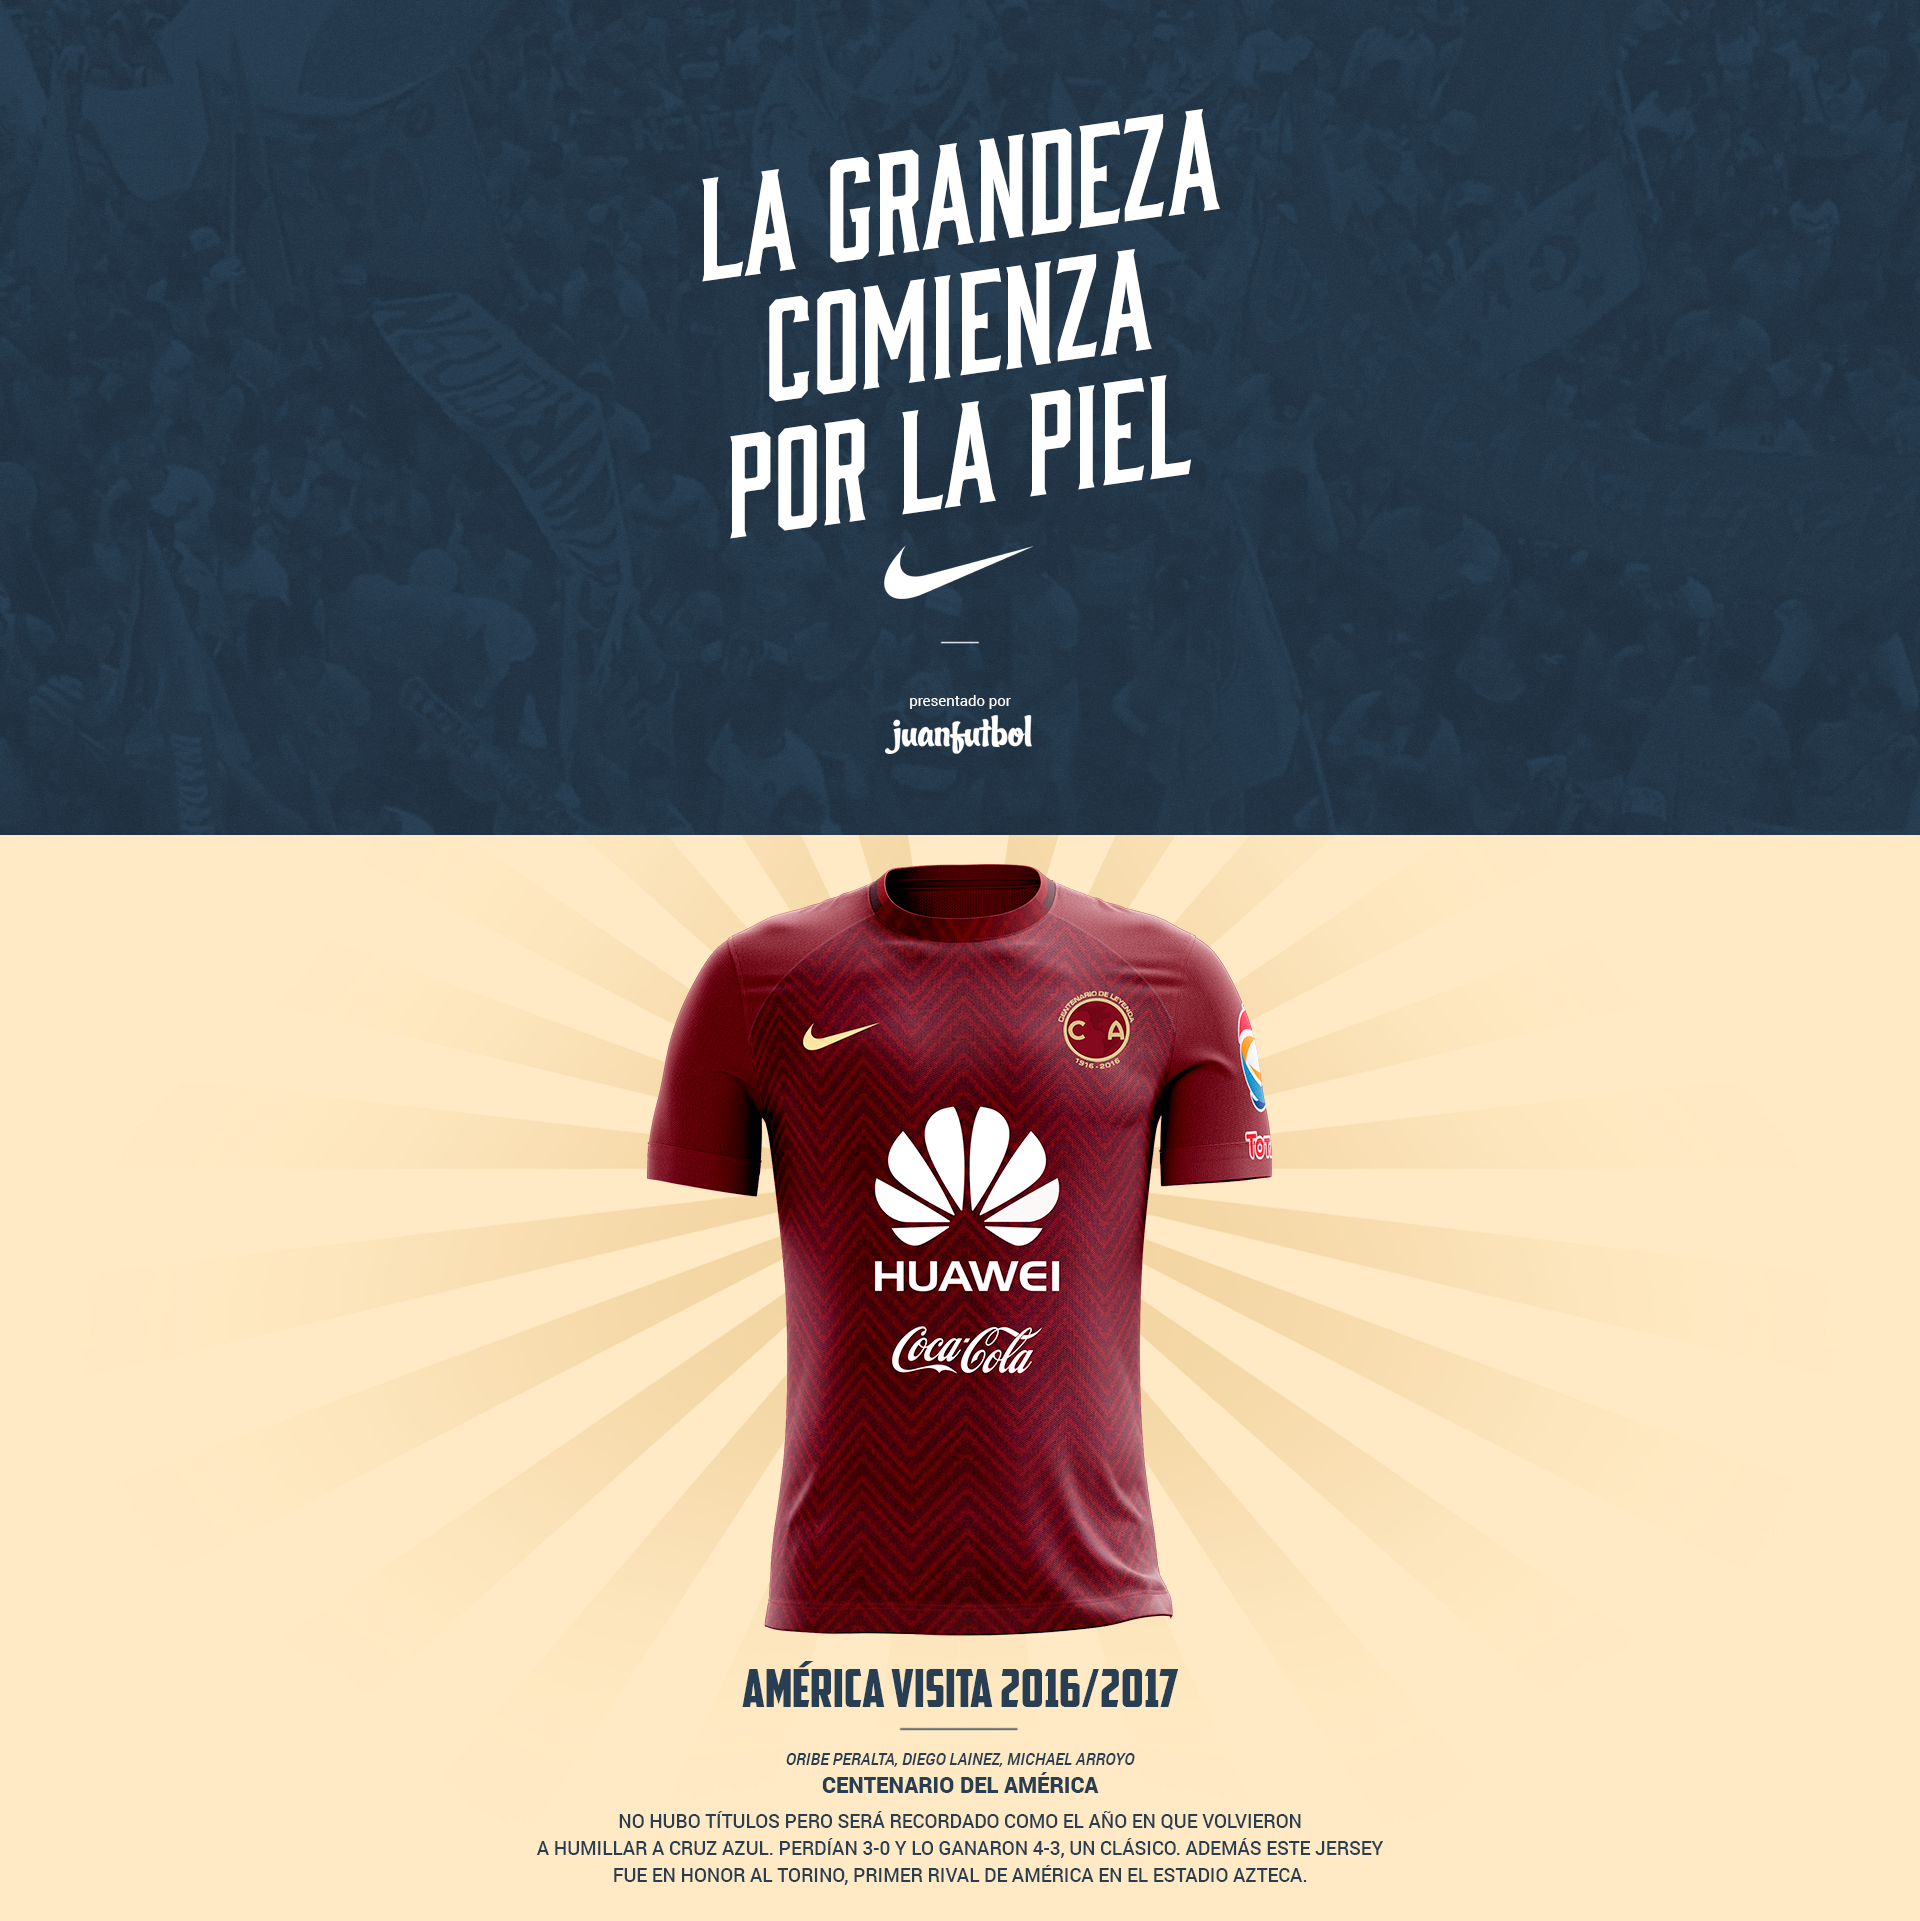 LA GRANDEZA
COMIENZA
POR LA PIEL
presentado por
juanfutbol
CENTENARIO DE LEYENDA
C A
1916 - 2016
HUAWEI
Coca-Cola
AMÉRICA VISITA 2016/2017
ORIBE PERALTA, DIEGO LAINEZ, MICHAEL ARROYO
CENTENARIO DEL AMÉRICA
NO HUBO TÍTULOS PERO SERÁ RECORDADO COMO EL AÑO EN QUE VOLVIERON
A HUMILLAR A CRUZ AZUL. PERDÍAN 3-0 Y LO GANARON 4-3, UN CLÁSICO. ADEMÁS ESTE JERSEY
FUE EN HONOR AL TORINO, PRIMER RIVAL DE AMÉRICA EN EL ESTADIO AZTECA.